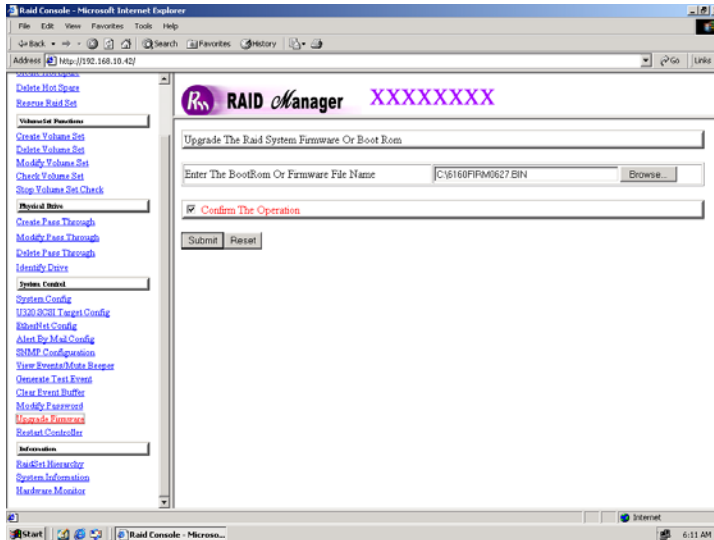 Raid Console - Microsoft Internet Explorer
File Edit View Favorites Tools Help
Back Search Favorites History
Address http://192.168.10.42/ Go Links
Create Hot Spare
Delete Hot Spare
Rescue Raid Set
Volume Set Functions
Create Volume Set
Delete Volume Set
Modify Volume Set
Check Volume Set
Stop Volume Set Check
Physical Drive
Create Pass Through
Modify Pass Through
Delete Pass Through
Identify Drive
System Control
System Config
U320 SCSI Target Config
EtherNet Config
Alert By Mail Config
SNMP Configuration
View Events/Mute Beeper
Generate Test Event
Clear Event Buffer
Modify Password
Upgrade Firmware
Restart Controller
Information
RaidSet Hierarchy
System Information
Hardware Monitor
RM RAID Manager XXXXXXXX
Upgrade The Raid System Firmware Or Boot Rom
Enter The BootRom Or Firmware File Name C:\6160FIRM0627.BIN Browse...
Confirm The Operation
Submit Reset
Internet
Start Raid Console - Microso... 6:11 AM